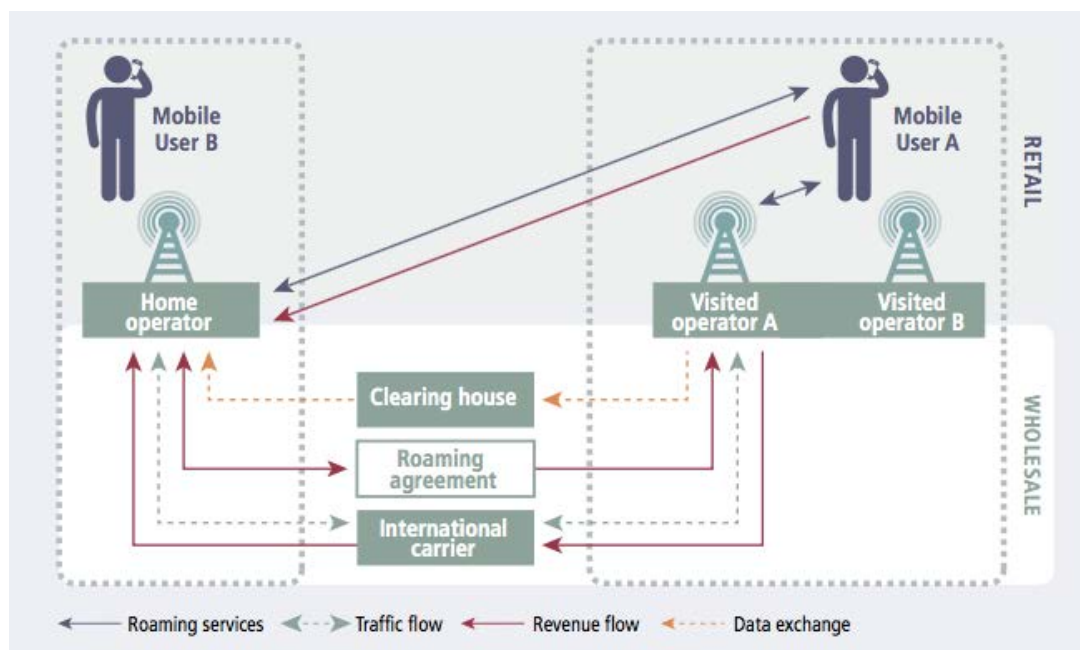 Mobile
User B
Mobile
User A
RETAIL
Home
operator
Visited
operator A
Visited
operator B
Clearing house
Roaming
agreement
International
carrier
WHOLESALE
Roaming services
Traffic flow
Revenue flow
Data exchange